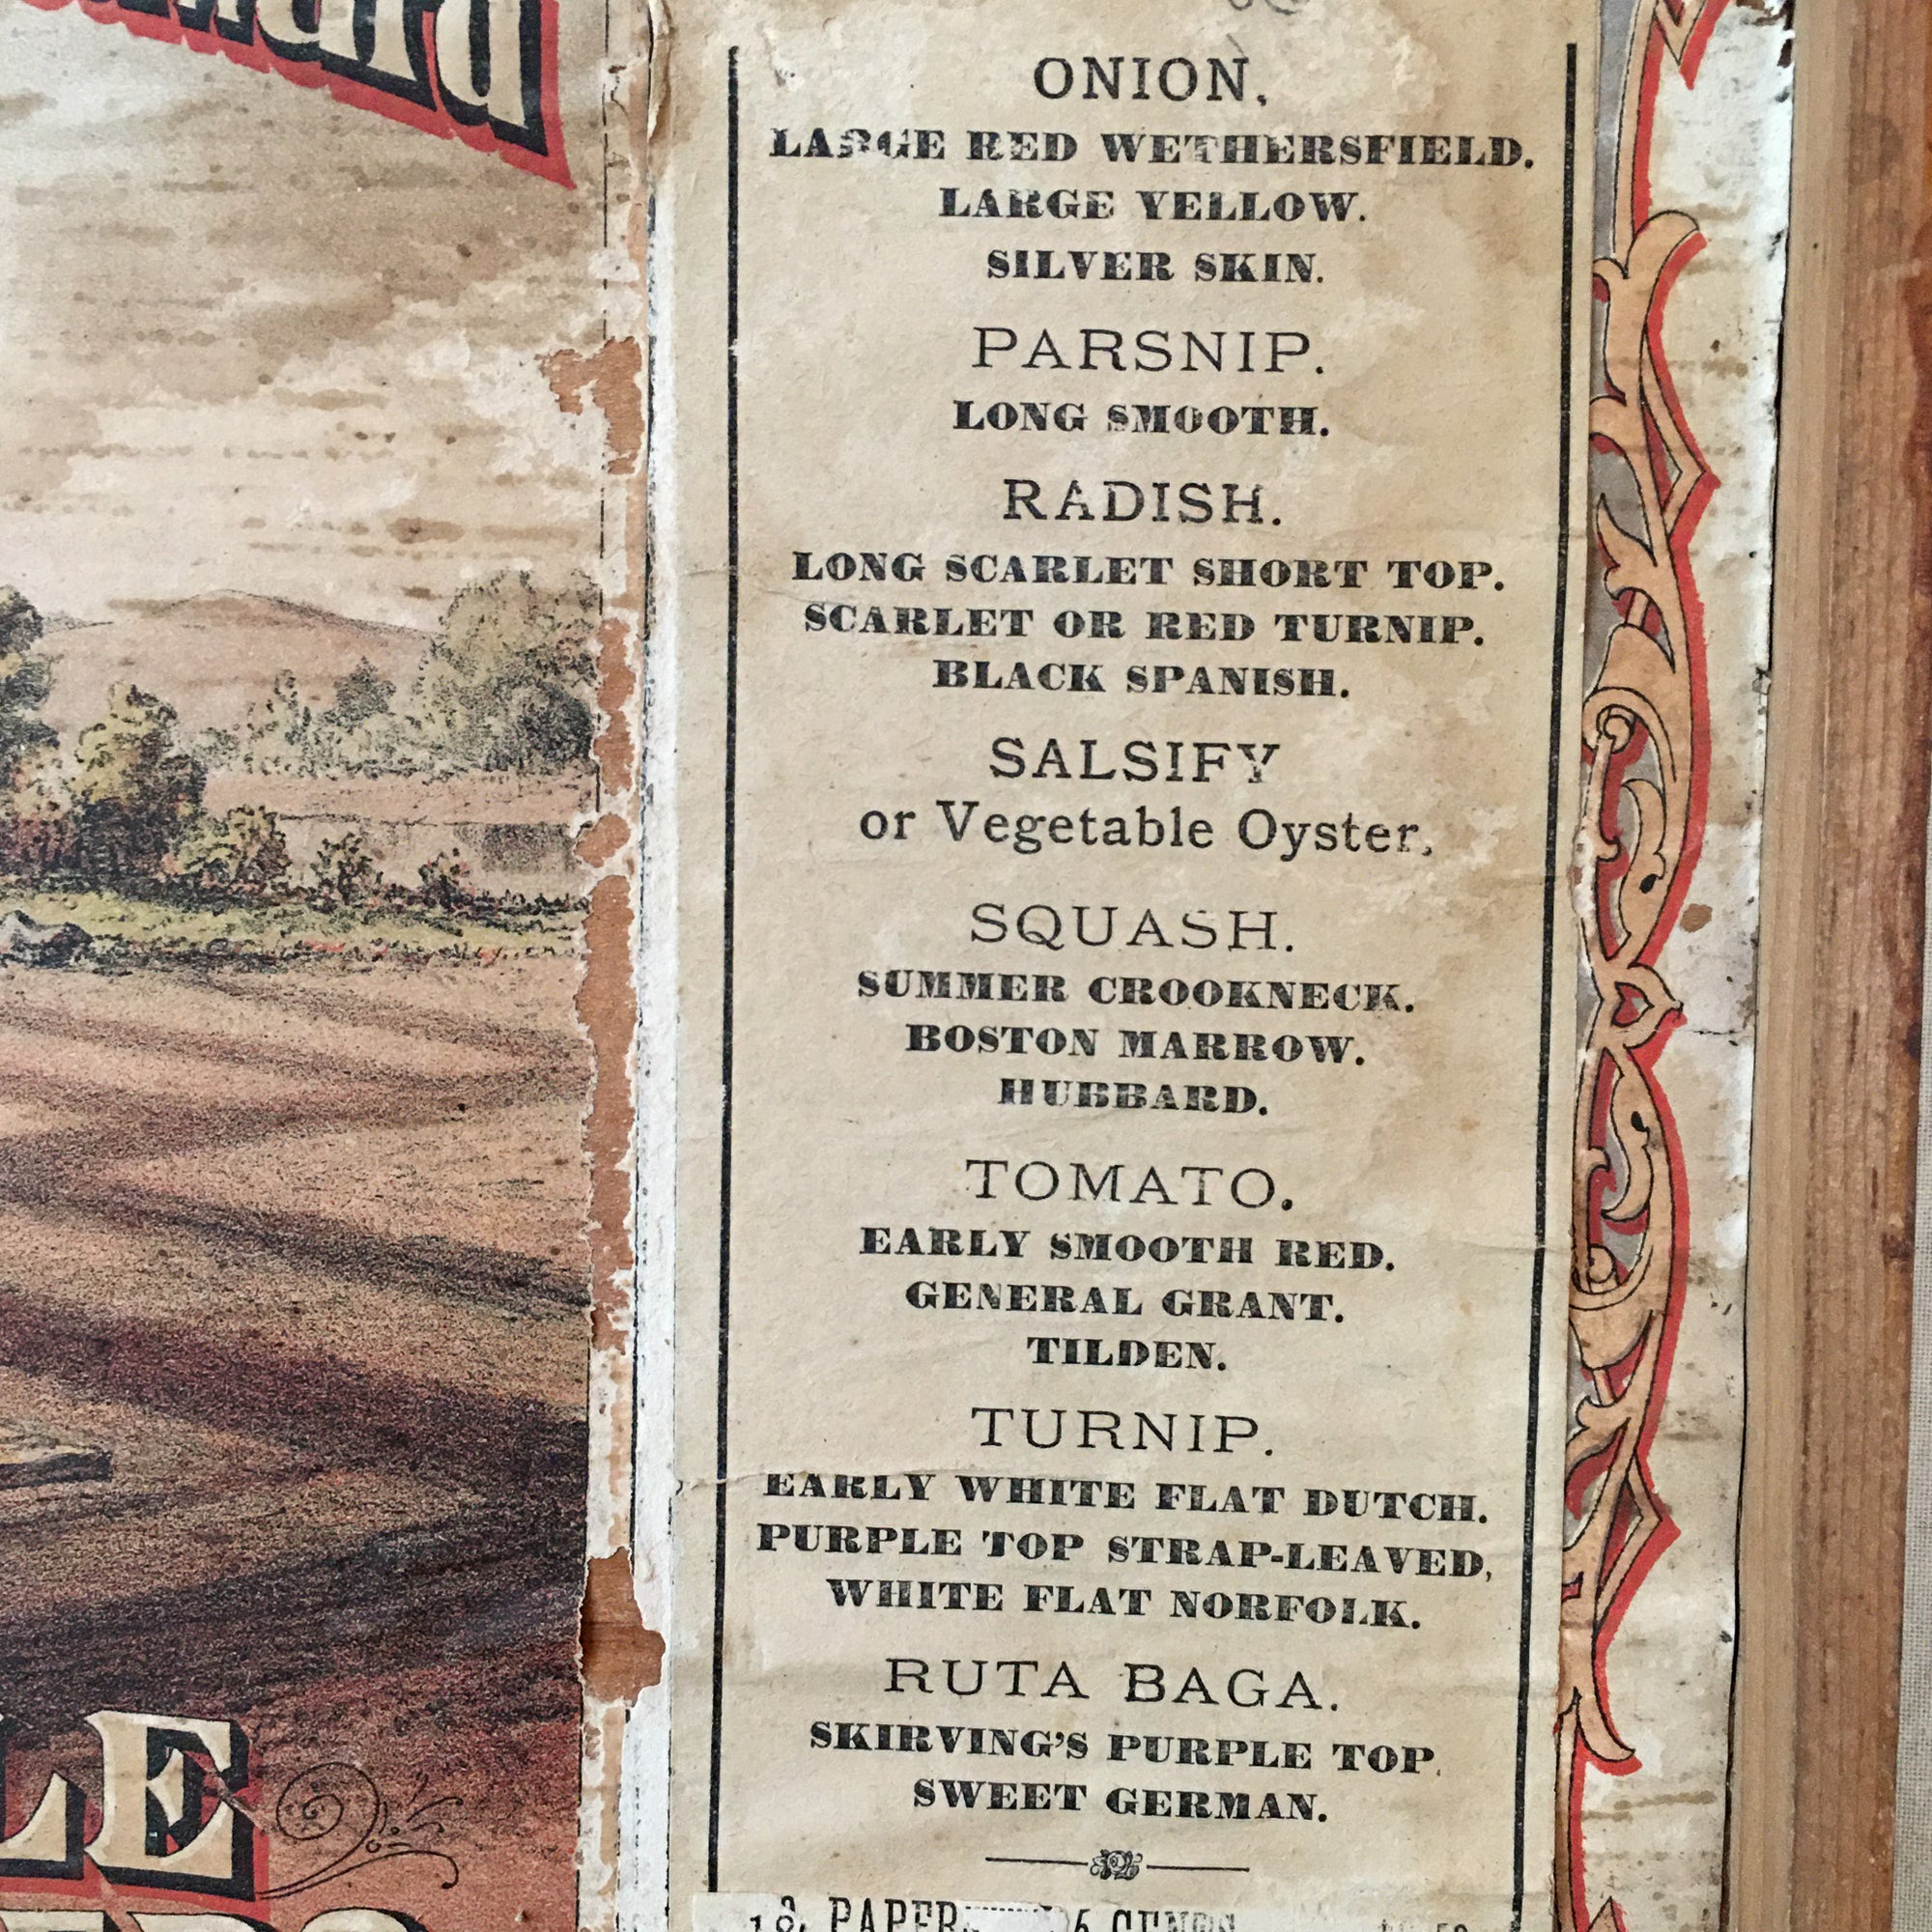 ONION,
LARGE RED WETHERSFIELD.
LARGE YELLOW.
SILVER SKIN.
PARSNIP.
LONG SMOOTH.
RADISH.
LONG SCARLET SHORT TOP.
SCARLET OR RED TURNIP.
BLACK SPANISH.
SALSIFY
or Vegetable Oyster,
SQUASH.
SUMMER CROOKNECK.
BOSTON MARROW.
HUBBARD.
TOMATO.
EARLY SMOOTH RED.
GENERAL GRANT.
TILDEN.
TURNIP.
EARLY WHITE FLAT DUTCH.
PURPLE TOP STRAP-LEAVED,
WHITE FLAT NORFOLK.
RUTA BAGA.
SKIRVING'S PURPLE TOP.
SWEET GERMAN.
PAPER
CENTS
LE